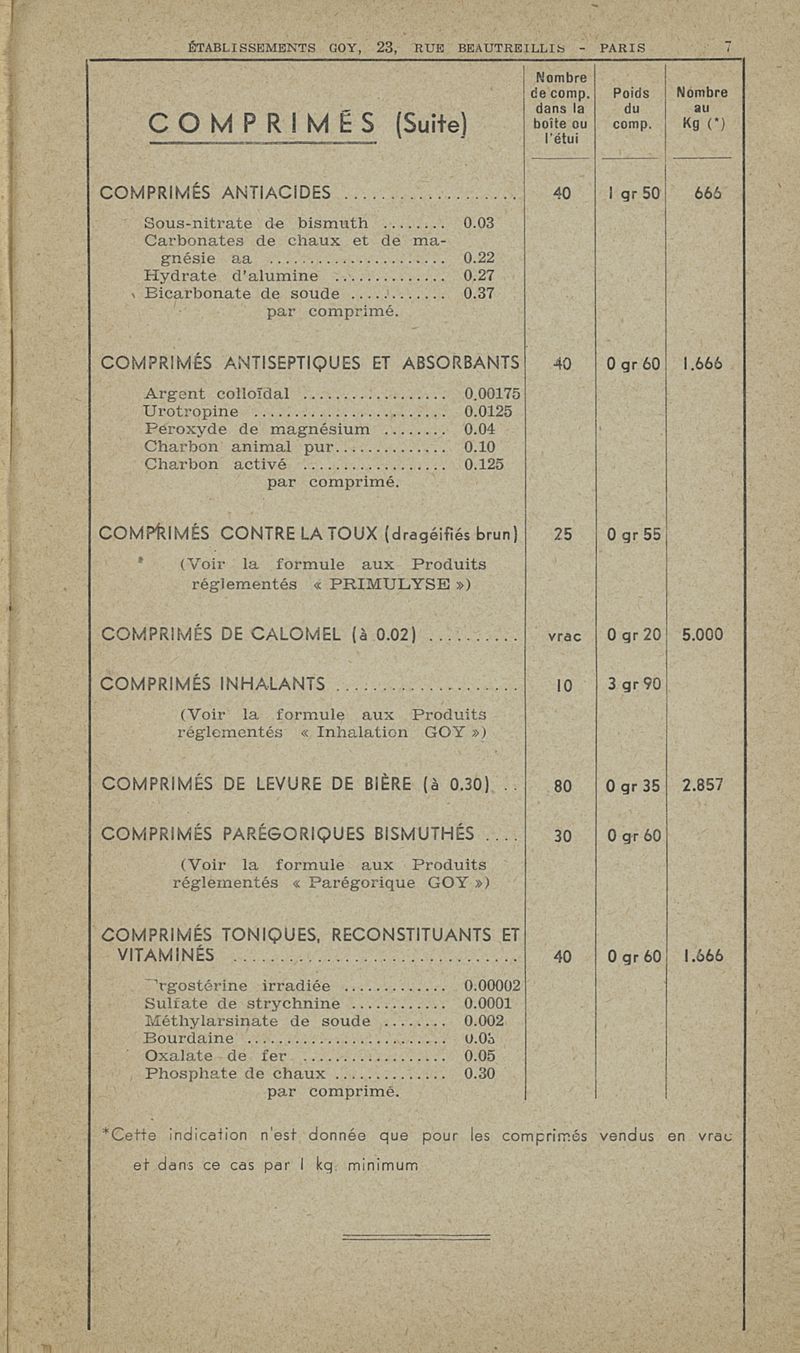 ÉTABLISSEMENTS GOY, 23, RUE BEAUTREILLIS - PARIS 7
COMPRIMÉS (Suite)
Nombre
de comp.
dans la
boîte ou
l'étui
Poids
du
comp.
Nombre
au
Kg (*)
COMPRIMÉS ANTIACIDES .................... 40 1 gr 50 666
Sous-nitrate de bismuth ........ 0.03
Carbonates de chaux et de ma-
gnésie aa ...................... 0.22
Hydrate d'alumine .............. 0.27
Bicarbonate de soude ............ 0.37
par comprimé.
COMPRIMÉS ANTISEPTIQUES ET ABSORBANTS 40 0 gr 60 1.666
Argent colloïdal .................. 0.00175
Urotropine ........................ 0.0125
Peroxyde de magnésium ........ 0.04
Charbon animal pur.............. 0.10
Charbon activé .................. 0.125
par comprimé.
COMPRIMÉS CONTRE LA TOUX (dragéifiés brun) 25 0 gr 55
* (Voir la formule aux Produits
réglementés « PRIMULYSE »)
COMPRIMÉS DE CALOMEL (à 0.02) .......... vrac 0 gr 20 5.000
COMPRIMÉS INHALANTS .................... 10 3 gr 90
(Voir la formule aux Produits
réglementés « Inhalation GOY »)
COMPRIMÉS DE LEVURE DE BIÈRE (à 0.30) .. 80 0 gr 35 2.857
COMPRIMÉS PARÉGORIQUES BISMUTHÉS .... 30 0 gr 60
(Voir la formule aux Produits
réglementés « Parégorique GOY »)
COMPRIMÉS TONIQUES, RECONSTITUANTS ET
VITAMINÉS ................................ 40 0 gr 60 1.666
irradiée ............. 0.00002
Sulfate de strychnine ............ 0.0001
Méthylarsinate de soude ........ 0.002
Bourdaine .........................
Oxalate de fer .................. 0.05
Phosphate de chaux .............. 0.30
par comprimé.
*Cette indication n'est donnée que pour les comprimés vendus en vrac
et dans ce cas par 1 kg. minimum